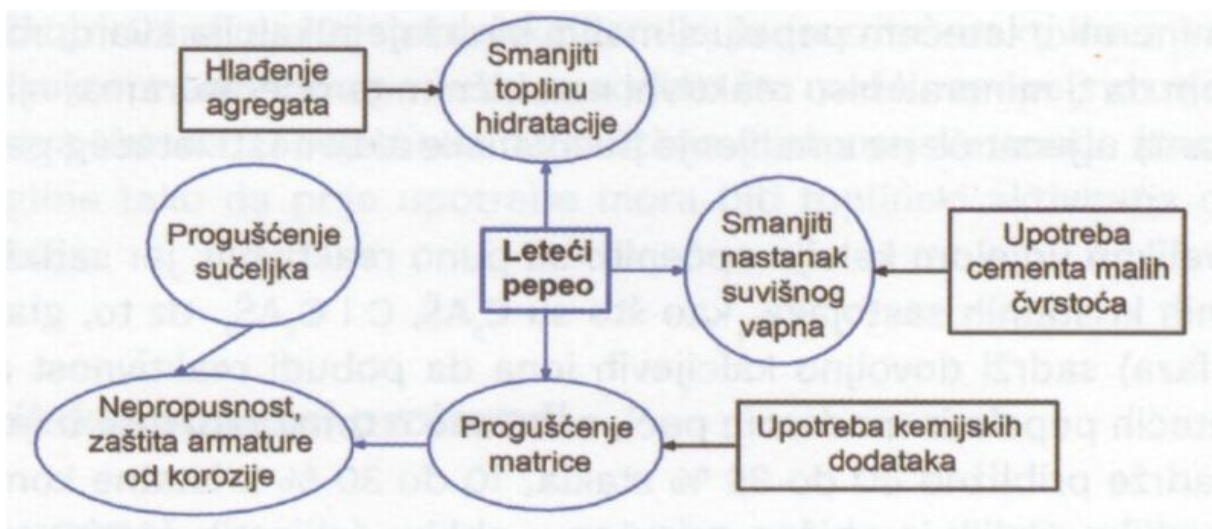 Hlađenje
agregata
Smanjiti
toplinu
hidratacije
Progušćenje
sučeljka
Leteći
pepeo
Smanjiti
nastanak
suvišnog
vapna
Upotreba
cementa malih
čvrstoća
Nepropusnost,
zaštita armature
od korozije
Progušćenje
matrice
Upotreba kemijskih
dodataka